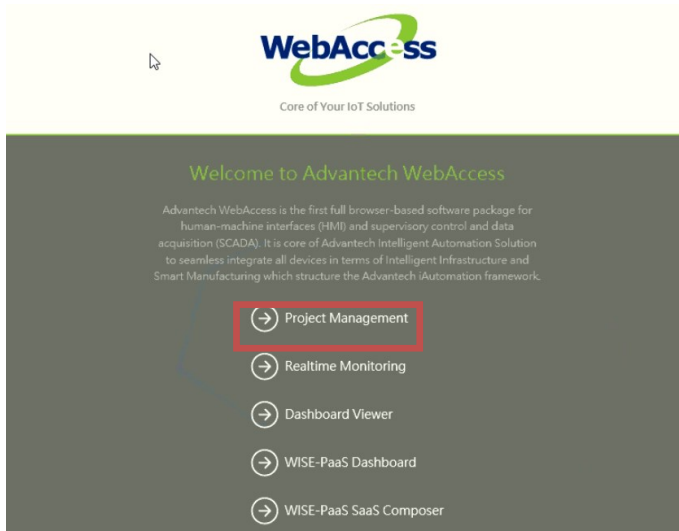 WebAccess
Core of Your IoT Solutions
Welcome to Advantech WebAccess
Advantech WebAccess is the first full browser-based software package for
human-machine interfaces (HMI) and supervisory control and data
acquisition (SCADA). It is core of Advantech Intelligent Automation Solution
to seamless integrate all devices in terms of Intelligent Infrastructure and
Smart Manufacturing which structure the Advantech iAutomation framework.
Project Management
Realtime Monitoring
Dashboard Viewer
WISE-PaaS Dashboard
WISE-PaaS SaaS Composer